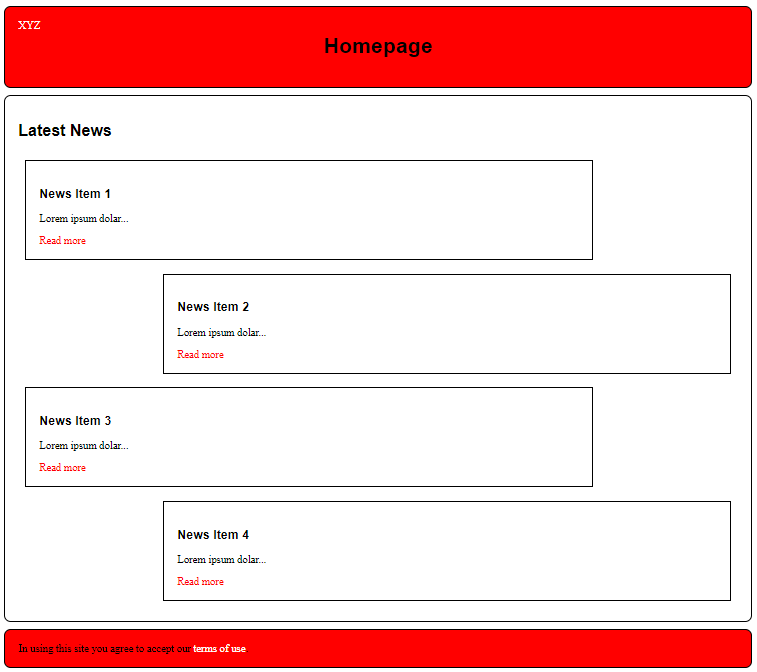 XYZ
Homepage
Latest News
News Item 1
Lorem ipsum dolar...
Read more
News Item 2
Lorem ipsum dolar...
Read more
News Item 3
Lorem ipsum dolar...
Read more
News Item 4
Lorem ipsum dolar...
Read more
In using this site you agree to accept our terms of use